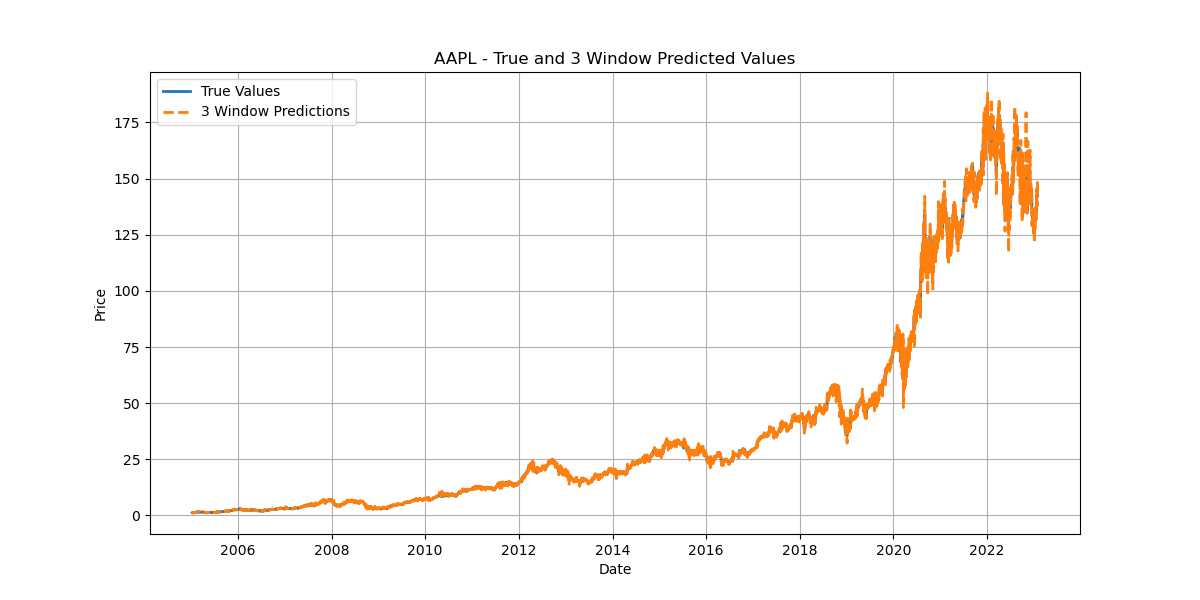 AAPL - True and 3 Window Predicted Values
True Values
3 Window Predictions
175
150
125
100
75
50
25
0
Price
2006 2008 2010 2012 2014 2016 2018 2020 2022
Date